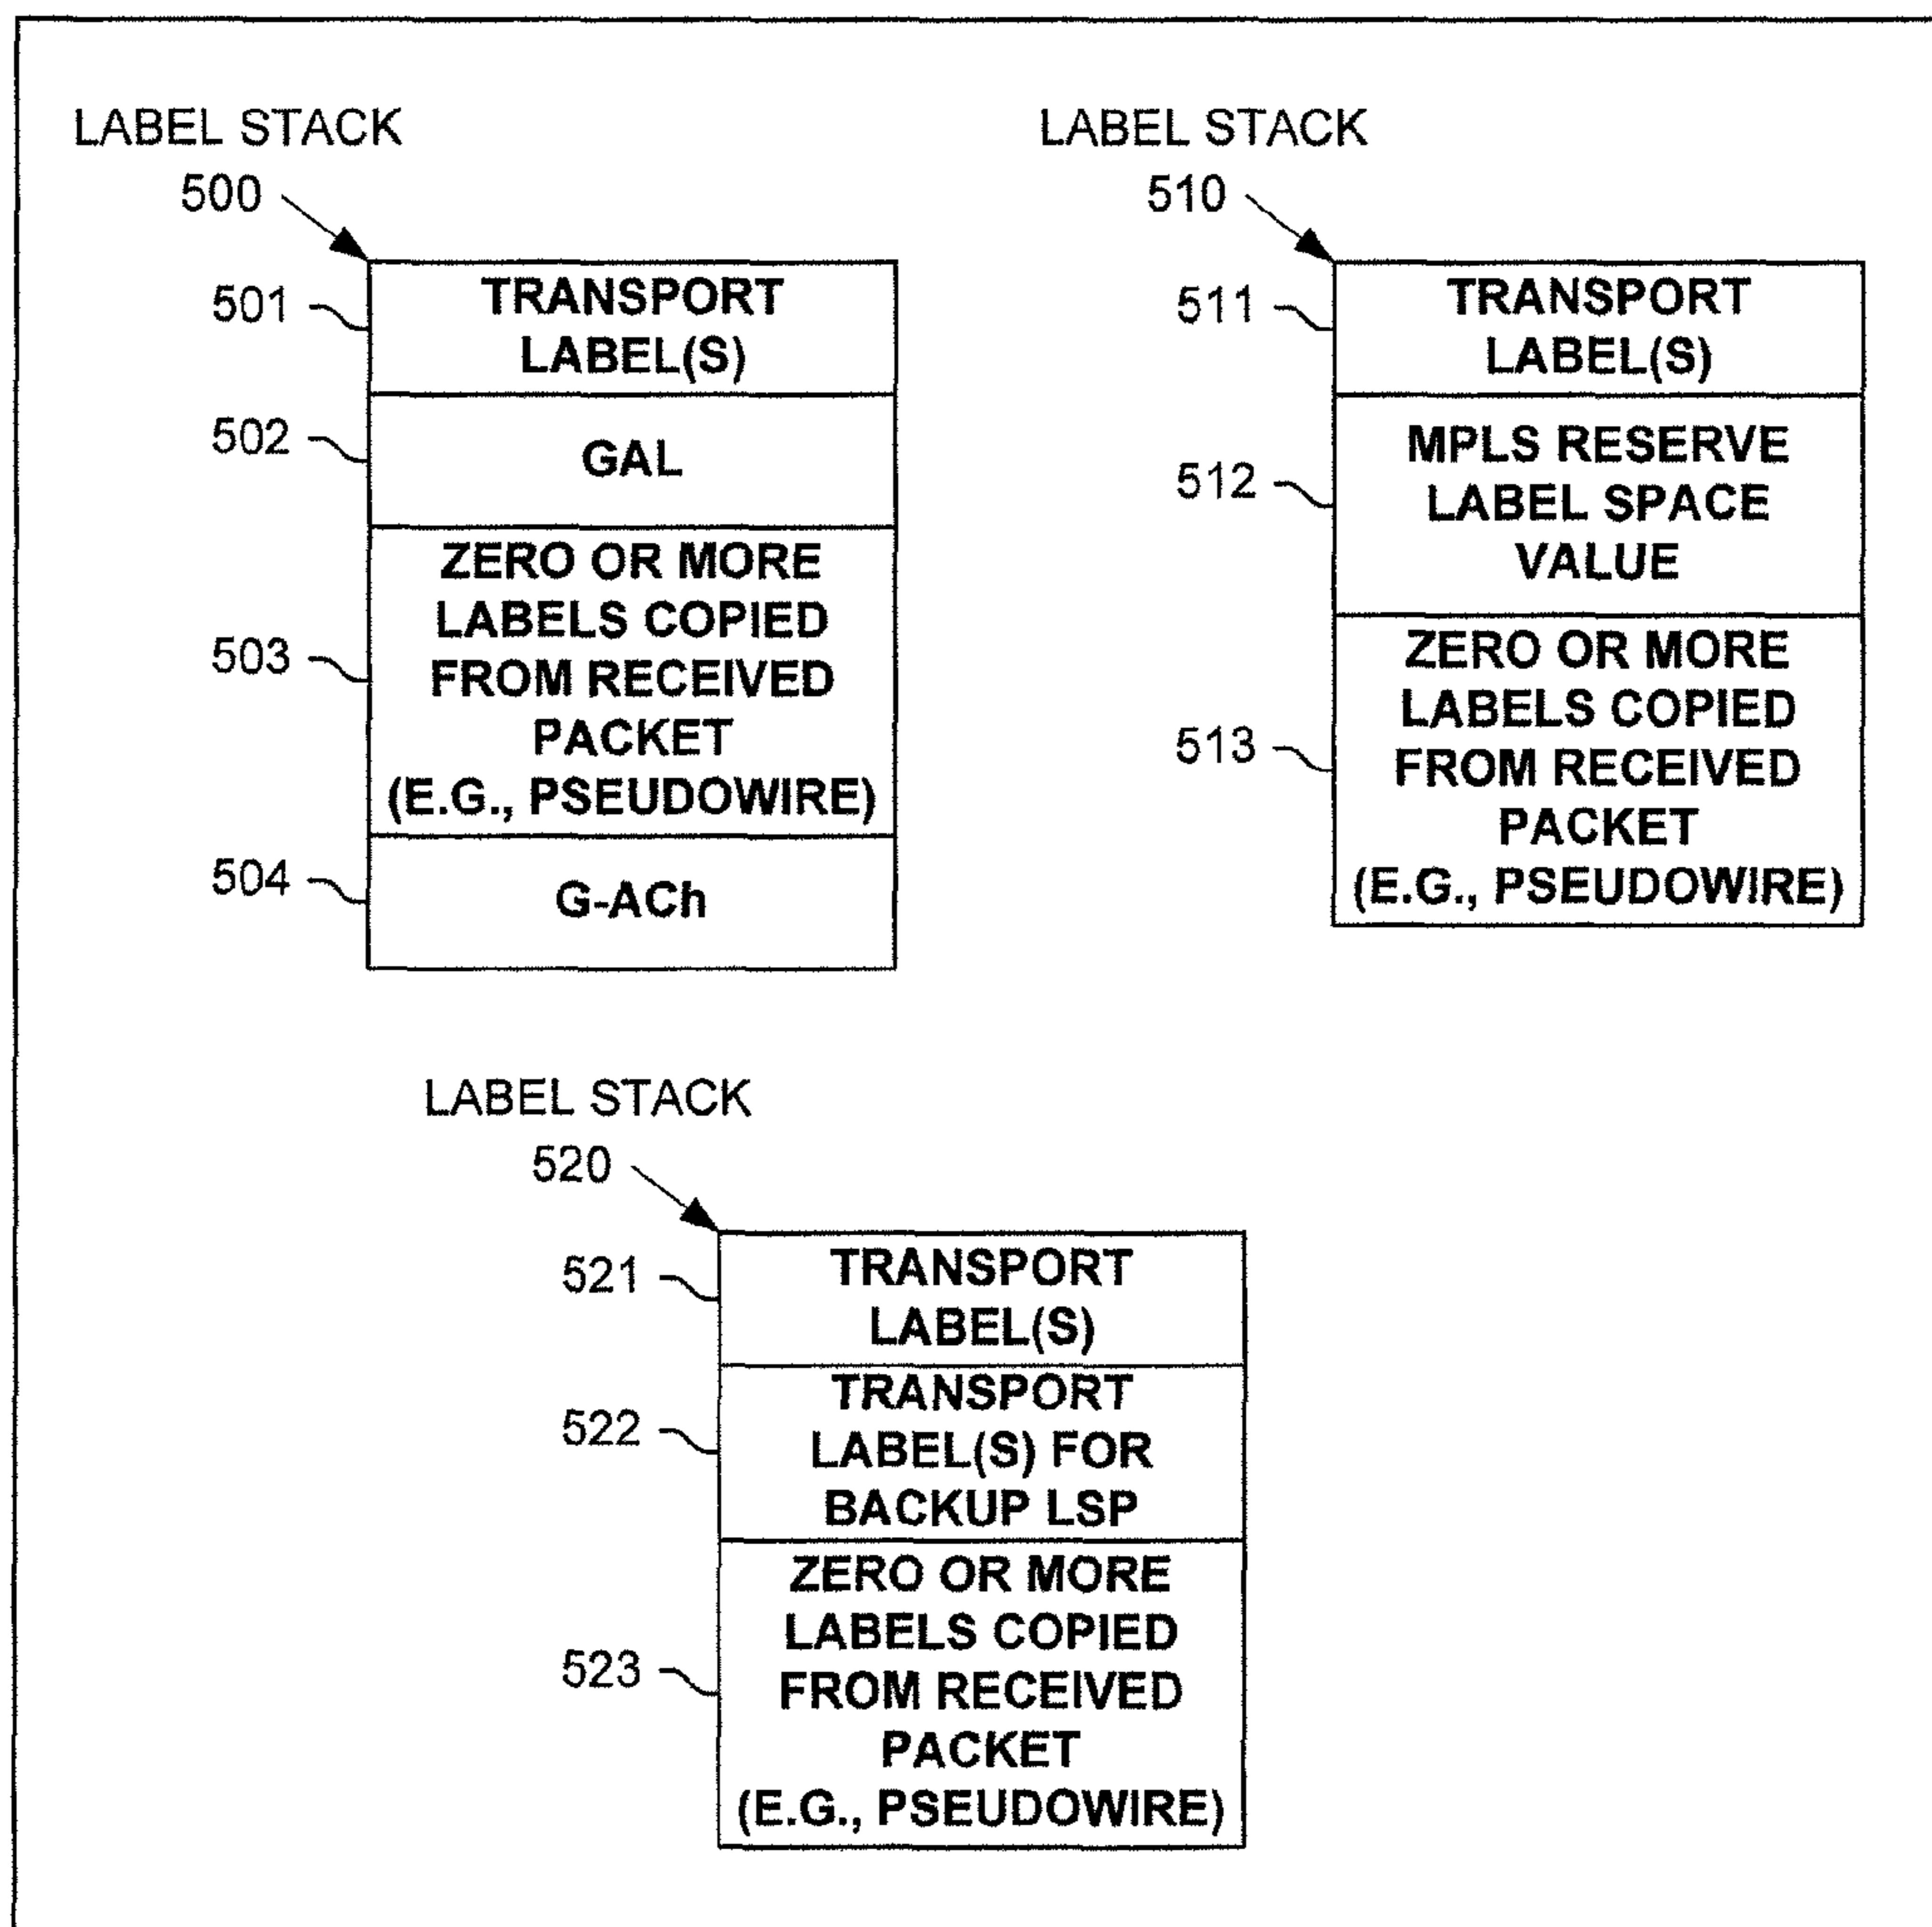 LABEL STACK
500
501
TRANSPORT
LABEL(S)
502
GAL
503
ZERO OR MORE
LABELS COPIED
FROM RECEIVED
PACKET
(E.G., PSEUDOWIRE)
504
G-ACh
LABEL STACK
510
511
TRANSPORT
LABEL(S)
512
MPLS RESERVE
LABEL SPACE
VALUE
513
ZERO OR MORE
LABELS COPIED
FROM RECEIVED
PACKET
(E.G., PSEUDOWIRE)
LABEL STACK
520
521
TRANSPORT
LABEL(S)
522
TRANSPORT
LABEL(S) FOR
BACKUP LSP
523
ZERO OR MORE
LABELS COPIED
FROM RECEIVED
PACKET
(E.G., PSEUDOWIRE)